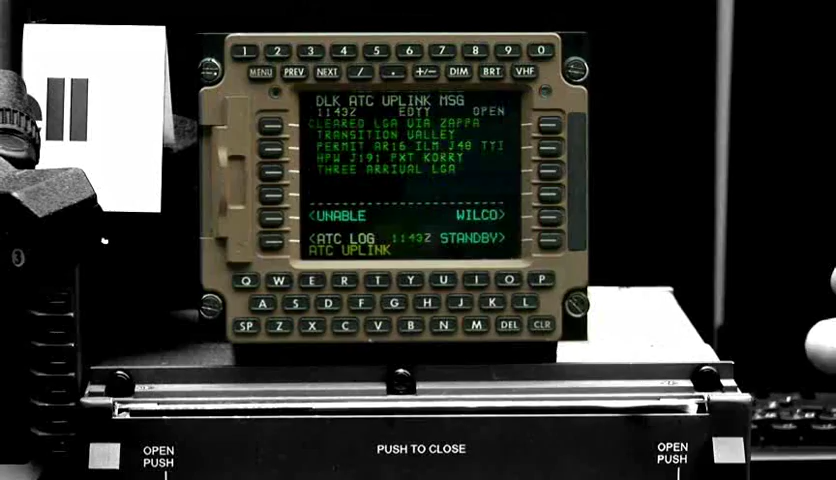 1 2 3 4 5 6 7 8 9 0
MENU PREV NEXT / . +/- DIM BRT VHF
DLK ATC UPLINK MSG
1143Z EDYY OPEN
CLEARED LGA VIA ZAPPA
TRANSITION VALLEY
PERMIT AR16 ILM J40 TYI
HPW J191 PXT KORRY
THREE ARRIVAL LGA
<UNABLE WILCO>
<ATC LOG 1143Z STANDBY>
ATC UPLINK
Q W E R T Y U I O P
A S D F G H J K L
SP Z X C V B N M DEL CLR
OPEN PUSH TO CLOSE OPEN
PUSH PUSH
3